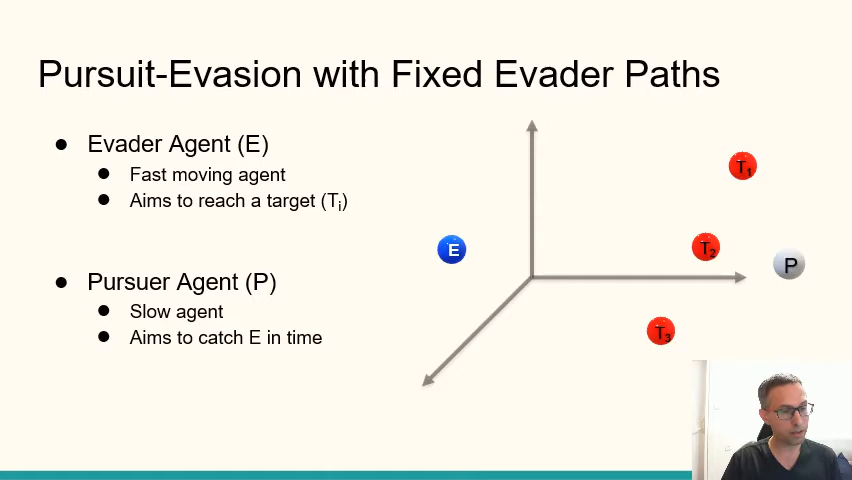 Pursuit-Evasion with Fixed Evader Paths
● Evader Agent (E)
● Fast moving agent
● Aims to reach a target (Ti)
● Pursuer Agent (P)
● Slow agent
● Aims to catch E in time
T1
E
T2
P
T3